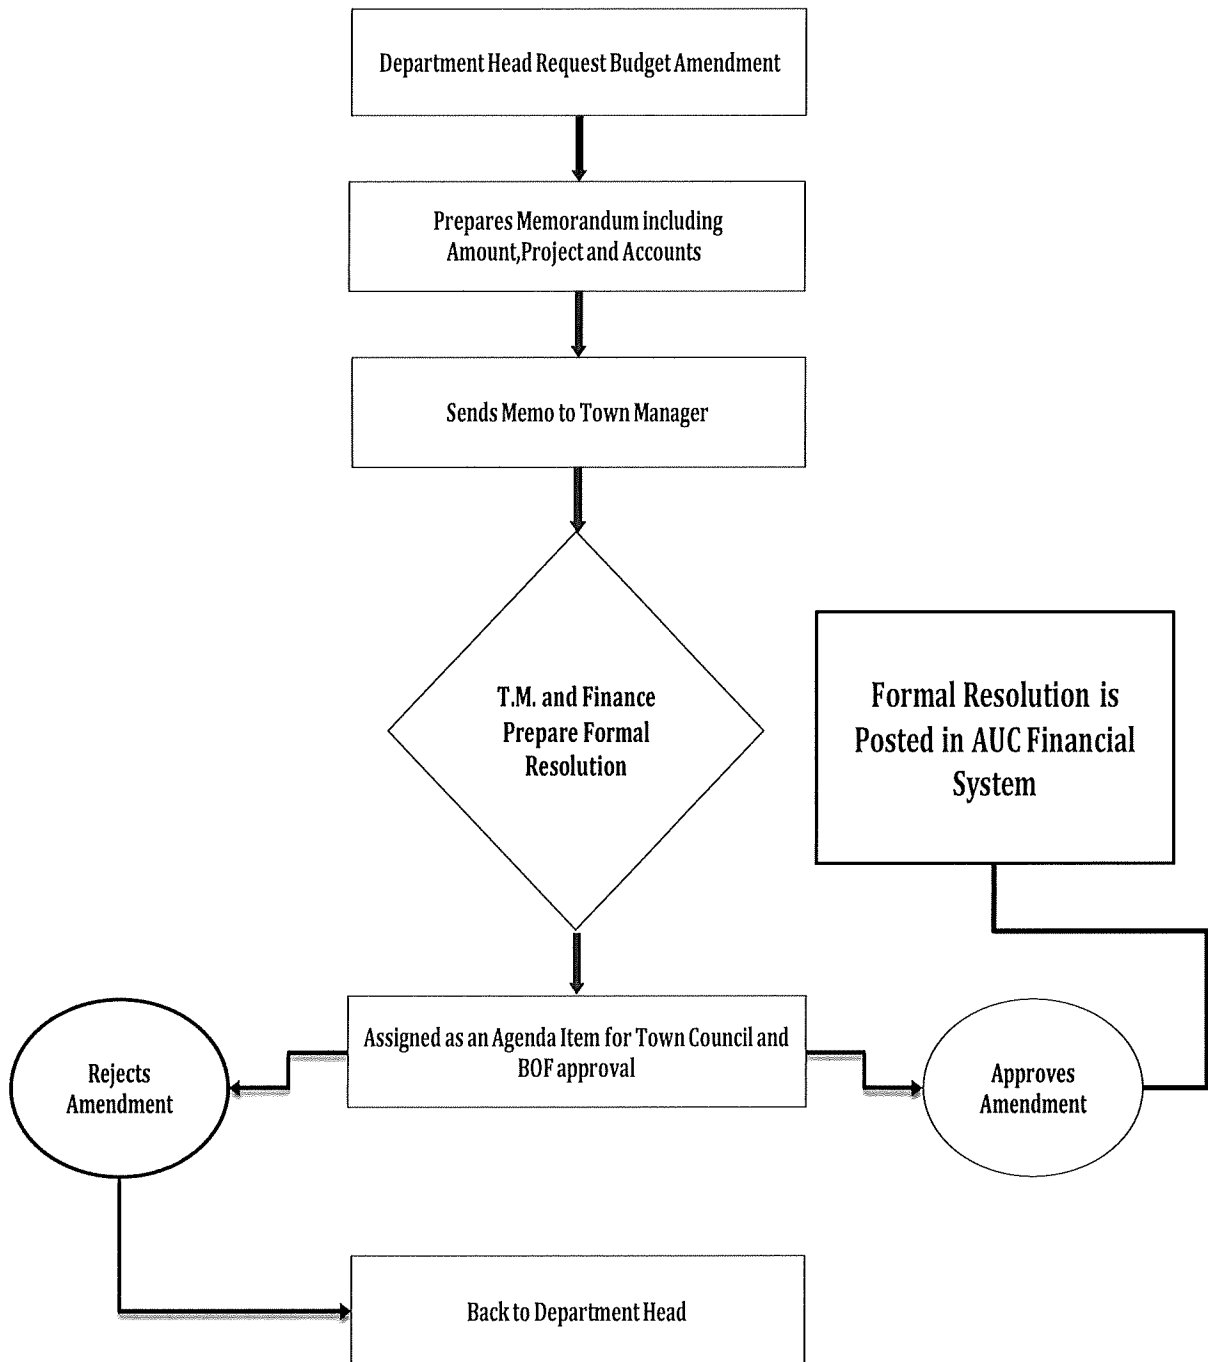 Department Head Request Budget Amendment
Prepares Memorandum including
Amount,Project and Accounts
Sends Memo to Town Manager
T.M. and Finance
Prepare Formal
Resolution
Formal Resolution is
Posted in AUC Financial
System
Assigned as an Agenda Item for Town Council and
BOF approval
Rejects
Amendment
Approves
Amendment
Back to Department Head